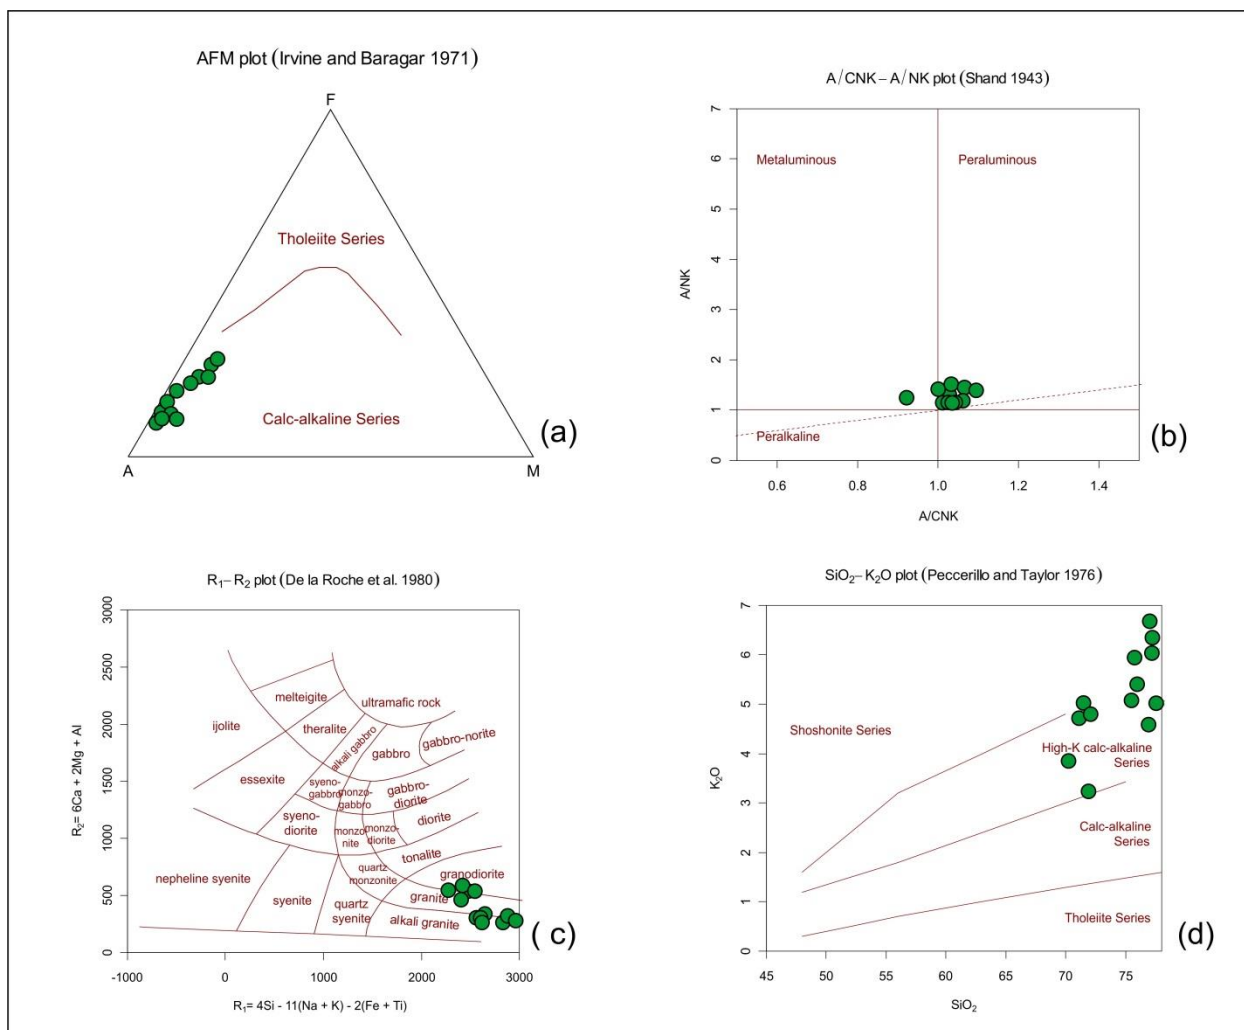 AFM plot (Irvine and Baragar 1971)
F
Tholeiite Series
Calc-alkaline Series
A
M
(a)
A/CNK – A/NK plot (Shand 1943)
7
6
5
4
3
2
1
0
A/NK
Metaluminous
Peraluminous
Peralkaline
0.6
0.8
1.0
1.2
1.4
A/CNK
(b)
R₁– R₂ plot (De la Roche et al. 1980)
3000
2500
2000
1500
1000
500
0
R₂= 6Ca + 2Mg + Al
melteigite
ultramafic rock
ijolite
theralite
alkali gabbro
gabbro
gabbro-norite
essexite
syeno-
gabbro
monzo-
gabbro
gabbro-
diorite
syeno-
diorite
monzo-
nite
monzo-
diorite
diorite
tonalite
nepheline syenite
syenite
quartz
monzonite
granodiorite
granite
quartz
syenite
alkali granite
-1000
0
1000
2000
3000
R₁= 4Si - 11(Na + K) - 2(Fe + Ti)
( c)
SiO₂– K₂O plot (Peccerillo and Taylor 1976)
7
6
5
4
3
2
1
0
K₂O
Shoshonite Series
High-K calc-alkaline
Series
Calc-alkaline
Series
Tholeiite Series
45
50
55
60
65
70
75
SiO₂
(d)